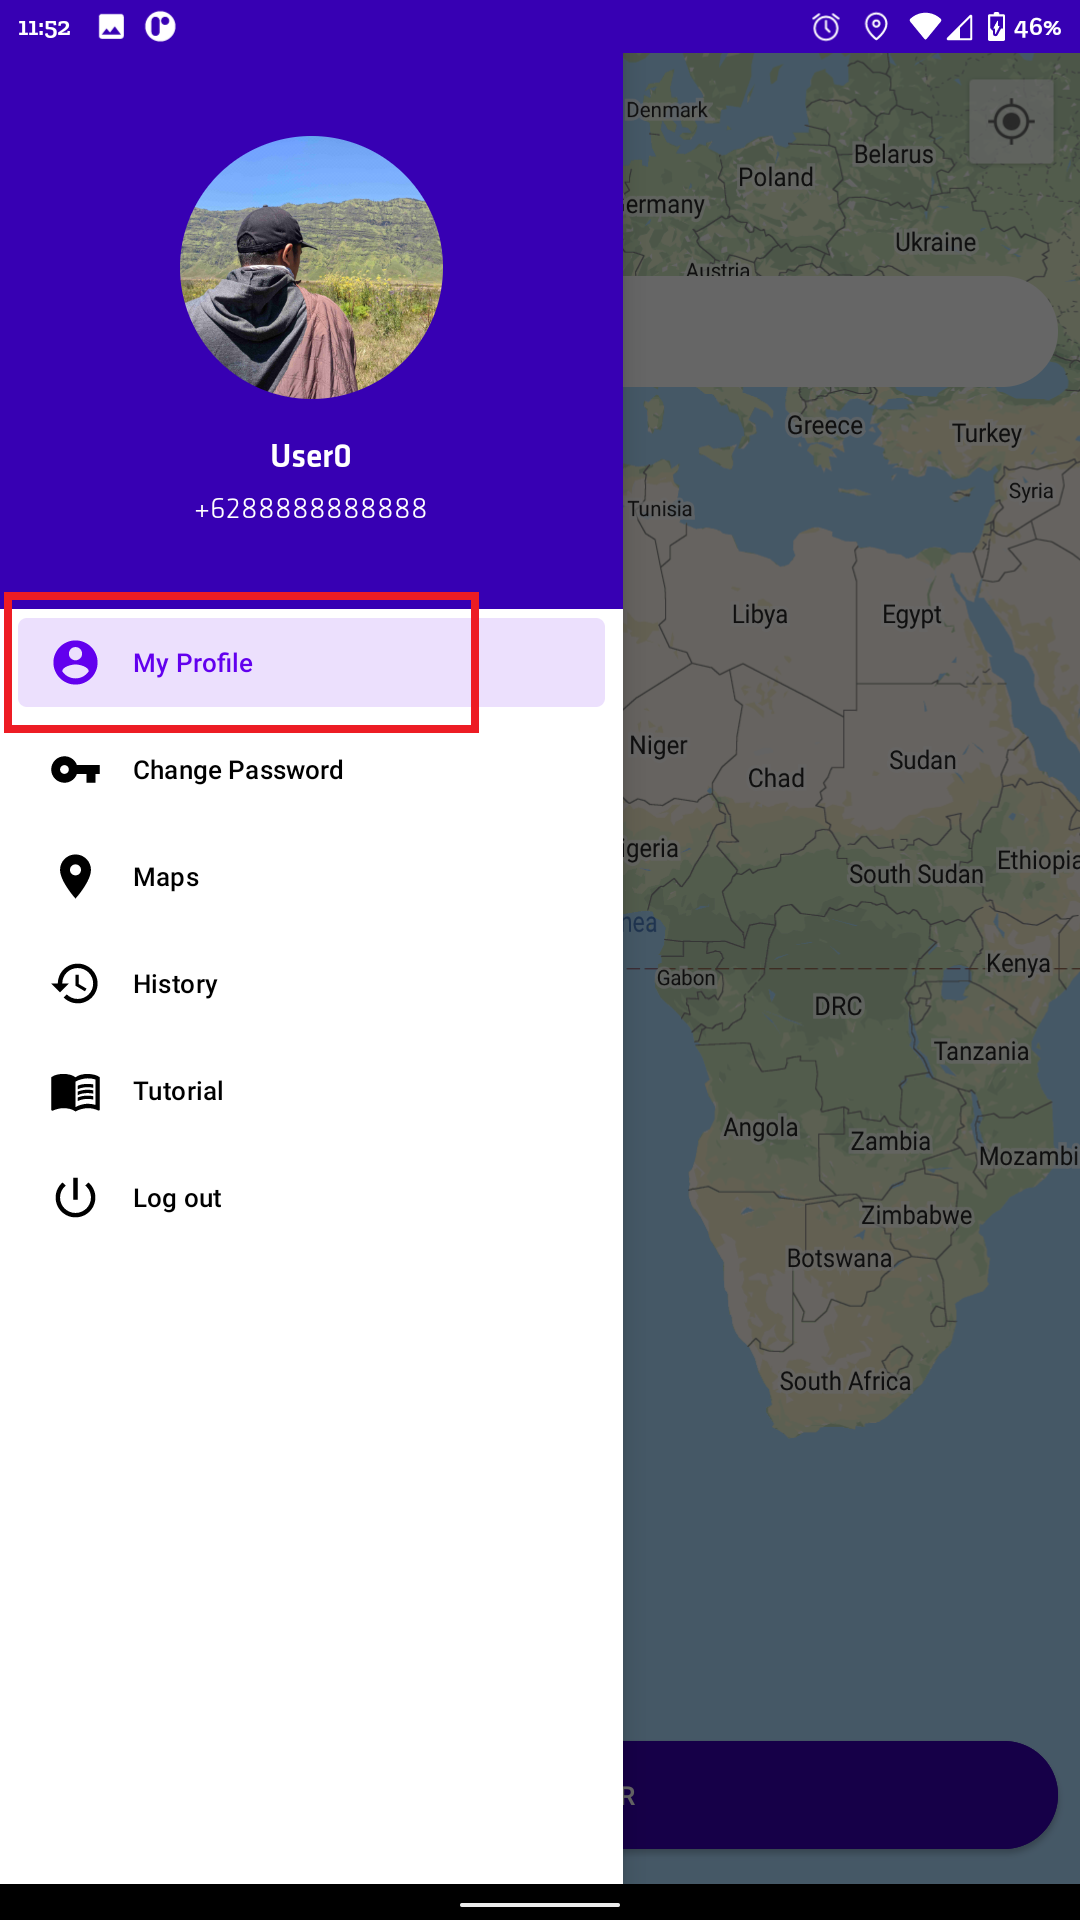 11:52
46%
Denmark
Belarus
Poland
ermany
Ukraine
Austria
Greece
Turkey
User0
Syria
+6288888888888
Tunisia
Libya
Egypt
My Profile
Niger
Sudan
Change Password
Chad
igeria
Ethiopia
South Sudan
Maps
nea
Kenya
Gabon
History
DRC
Tanzania
Tutorial
Angola
Zambia
Mozambi
Log out
Zimbabwe
Botswana
South Africa
R